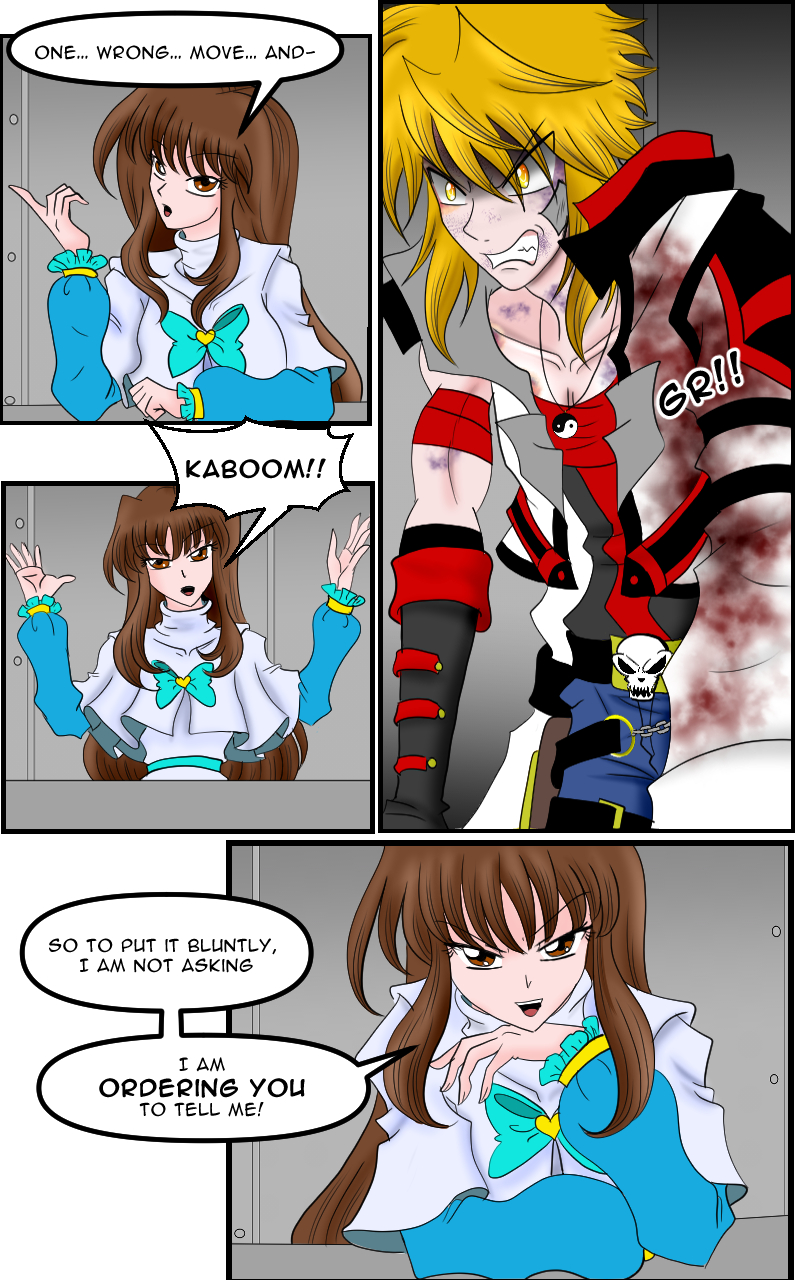 ONE... WRONG... MOVE... AND-
GR!!
KABOOM!!
SO TO PUT IT BLUNTLY,
I AM NOT ASKING
I AM
ORDERING YOU
TO TELL ME!